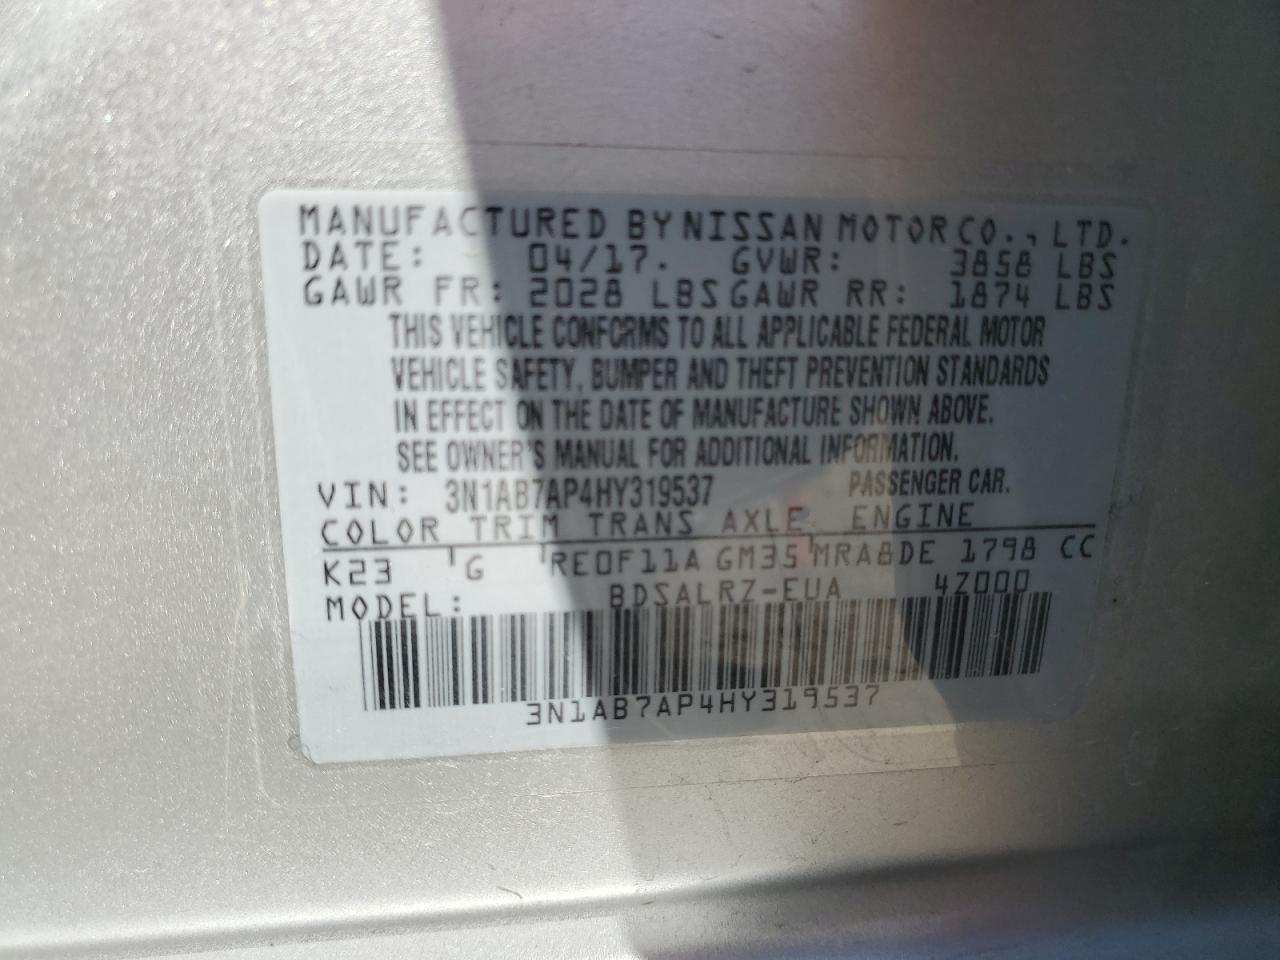 MANUFACTURED BY NISSAN MOTOR CO., LTD.
DATE: 04/17. GVWR: 3858 LBS
GAWR FR: 2028 LBS GAWR RR: 1874 LBS
THIS VEHICLE CONFORMS TO ALL APPLICABLE FEDERAL MOTOR
VEHICLE SAFETY, BUMPER AND THEFT PREVENTION STANDARDS
IN EFFECT ON THE DATE OF MANUFACTURE SHOWN ABOVE.
SEE OWNER'S MANUAL FOR ADDITIONAL INFORMATION.
VIN: 3N1AB7AP4HY319537 PASSENGER CAR.
COLOR TRIM TRANS AXLE ENGINE
K23 G RE0F11A GM35 MRA8DE 1798 CC
MODEL: BDSALRZ-EUA 4Z000
3N1AB7AP4HY319537